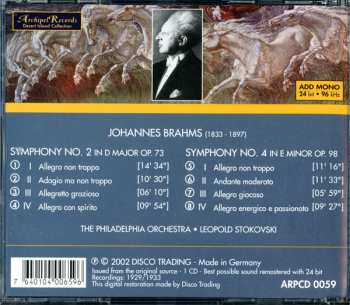 Archipel Records
Desert Island Collection
ADD MONO
24 bit • 96 kHz
JOHANNES BRAHMS (1833 - 1897)
SYMPHONY NO. 2 IN D MAJOR OP. 73
1 I Allegro non troppo [14' 34"]
2 II Adagio ma non troppo [10' 30"]
3 III Allegretto grazioso [06' 10"]
4 IV Allegro con spirito [09' 54"]
SYMPHONY NO. 4 IN E MINOR OP. 98
5 I Allegro non troppo [11' 16"]
6 II Andante moderato [11' 33"]
7 III Allegro giocoso [05' 59"]
8 IV Allegro energico e passionato [09' 27"]
THE PHILADELPHIA ORCHESTRA • LEOPOLD STOKOVSKI
7 640104 006596
℗ + © 2002 DISCO TRADING - Made in Germany
Issued from the original source - 1 CD - Best possible sound remastered with 24 bit
Recordings: 1929/1933
This digital restoration made by Disco Trading
ARPCD 0059